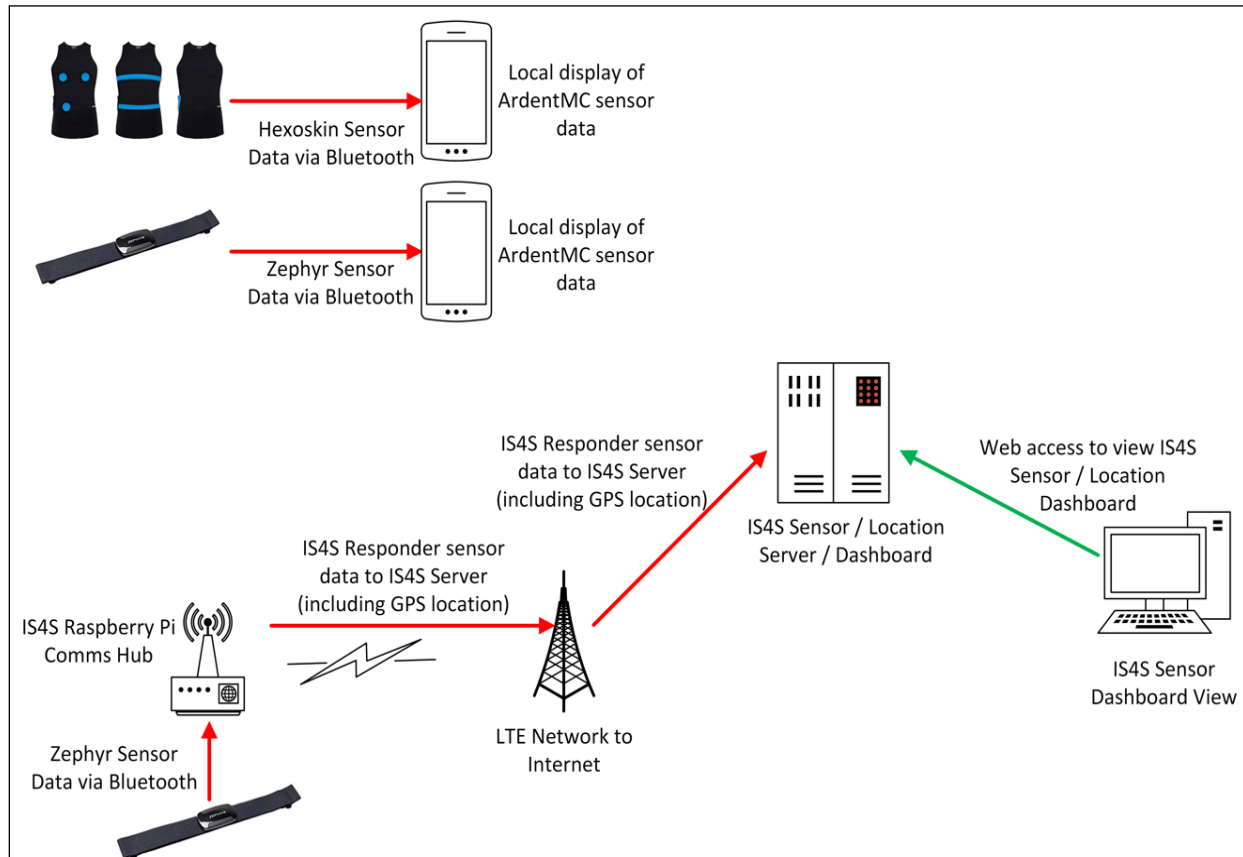 Local display of
ArdentMC sensor
data
Hexoskin Sensor
Data via Bluetooth
Local display of
ArdentMC sensor
data
Zephyr Sensor
Data via Bluetooth
IS4S Responder sensor
data to IS4S Server
(including GPS location)
Web access to view IS4S
Sensor / Location
Dashboard
IS4S Sensor / Location
Server / Dashboard
IS4S Responder sensor
data to IS4S Server
(including GPS location)
IS4S Raspberry Pi
Comms Hub
IS4S Sensor
Dashboard View
LTE Network to
Internet
Zephyr Sensor
Data via Bluetooth